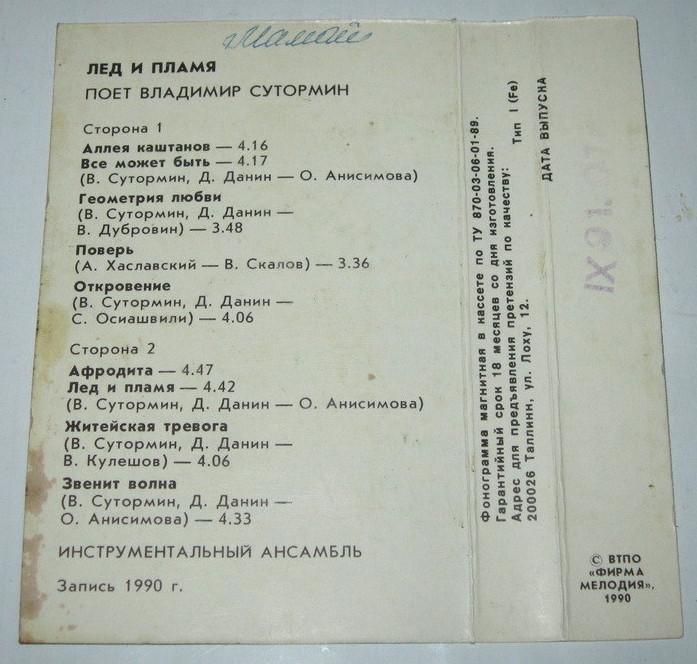 ЛЕД И ПЛАМЯ
ПОЕТ ВЛАДИМИР СУТОРМИН
Сторона 1
Аллея каштанов — 4.16
Все может быть — 4.17
(В. Сутормин, Д. Данин — О. Анисимова)
Геометрия любви
(В. Сутормин, Д. Данин —
В. Дубровин) — 3.48
Поверь
(А. Хаславский — В. Скалов) — 3.36
Откровение
(В. Сутормин, Д. Данин —
С. Осиашвили) — 4.06
Сторона 2
Афродита — 4.47
Лед и пламя — 4.42
(В. Сутормин, Д. Данин — О. Анисимова)
Житейская тревога
(В. Сутормин, Д. Данин —
В. Кулешов) — 4.06
Звенит волна
(В. Сутормин, Д. Данин —
О. Анисимова) — 4.33
ИНСТРУМЕНТАЛЬНЫЙ АНСАМБЛЬ
Запись 1990 г.
Фонограмма магнитная в кассете по ТУ 870-03-06-01-89.
Гарантийный срок 18 месяцев со дня изготовления.
Адрес для предъявления претензий по качеству: Тип I (Fe)
200026 Таллинн, ул. Лоху, 12.
ДАТА ВЫПУСКА
IX 91
© ВТПО
«ФИРМА
МЕЛОДИЯ»,
1990